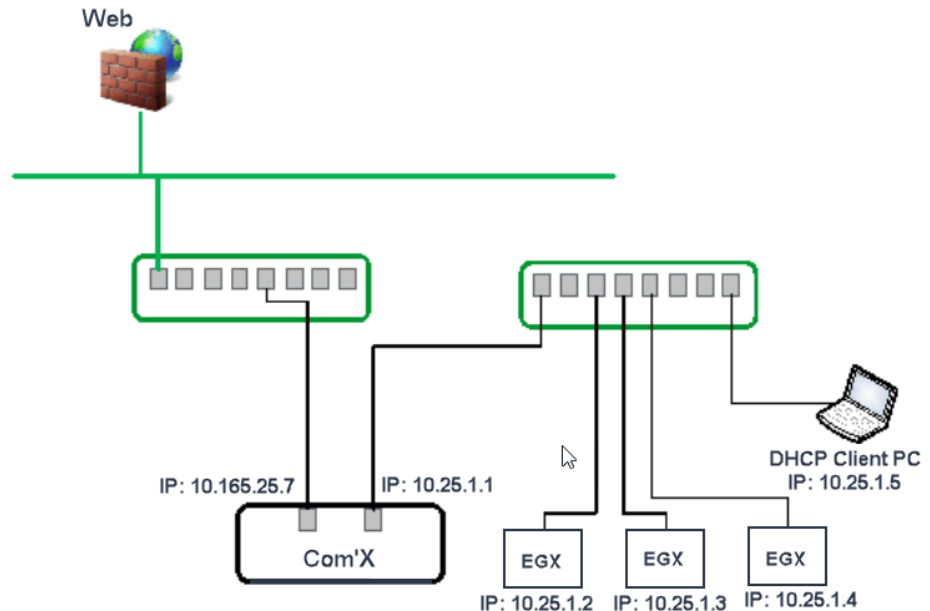 Web
IP: 10.165.25.7
IP: 10.25.1.1
Com'X
DHCP Client PC
IP: 10.25.1.5
EGX
EGX
EGX
IP: 10.25.1.2
IP: 10.25.1.3
IP: 10.25.1.4